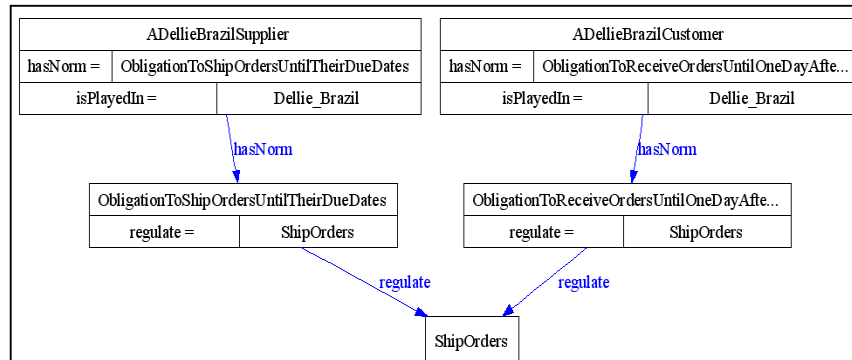 ADellieBrazilSupplier
hasNorm = ObligationToShipOrdersUntilTheirDueDates
isPlayedIn = Dellie_Brazil
ADellieBrazilCustomer
hasNorm = ObligationToReceiveOrdersUntilOneDayAfte...
isPlayedIn = Dellie_Brazil
hasNorm
hasNorm
ObligationToShipOrdersUntilTheirDueDates
regulate = ShipOrders
ObligationToReceiveOrdersUntilOneDayAfte...
regulate = ShipOrders
regulate
regulate
ShipOrders